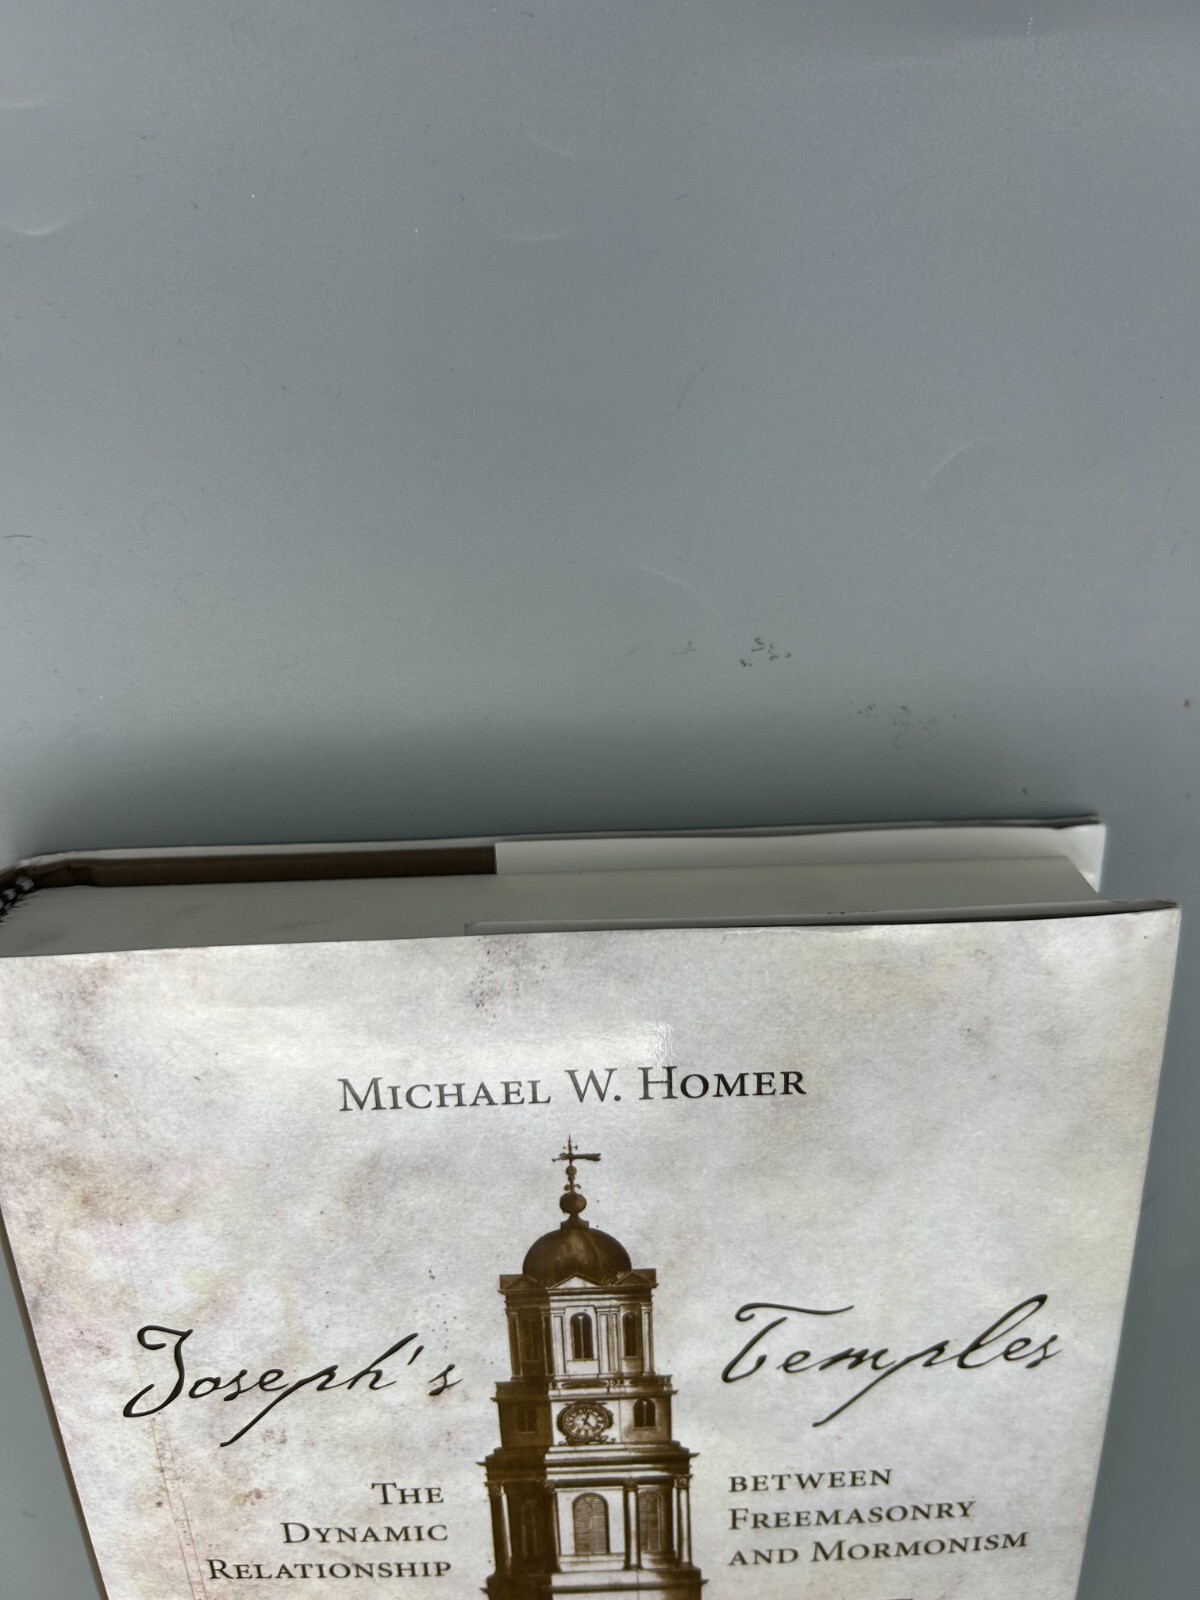 MICHAEL W. HOMER
Joseph's Temples
THE
DYNAMIC
RELATIONSHIP
BETWEEN
FREEMASONRY
AND MORMONISM